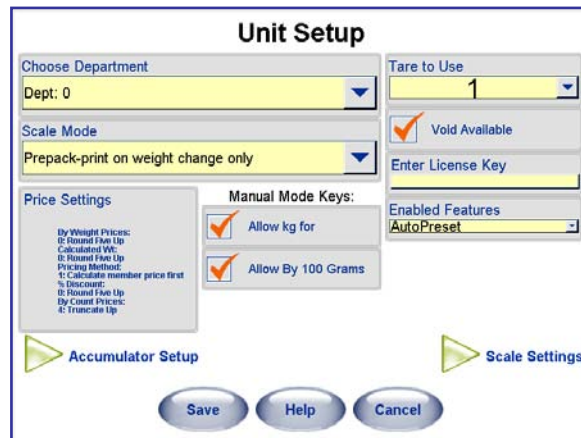 Unit Setup
Choose Department
Dept: 0
Scale Mode
Prepack-print on weight change only
Price Settings
By Weight Prices:
0: Round Five Up
Calculated Wt:
0: Round Five Up
Pricing Method:
1: Calculate member price first
% Discount:
0: Round Five Up
By Count Prices:
4: Truncate Up
Manual Mode Keys:
Allow kg for
Allow By 100 Grams
Tare to Use
1
Void Available
Enter License Key
Enabled Features
AutoPreset
Accumulator Setup
Scale Settings
Save
Help
Cancel